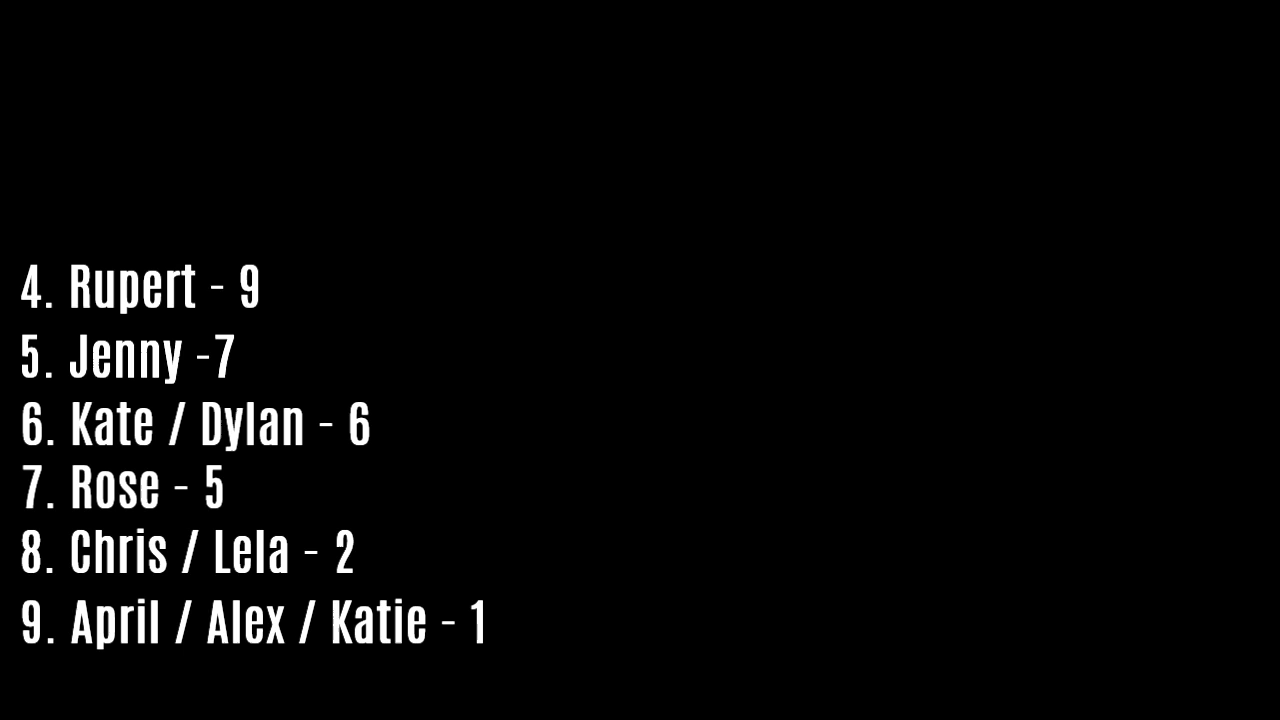 4. Rupert - 9
5. Jenny -7
6. Kate / Dylan - 6
7. Rose - 5
8. Chris / Lela - 2
9. April / Alex / Katie - 1